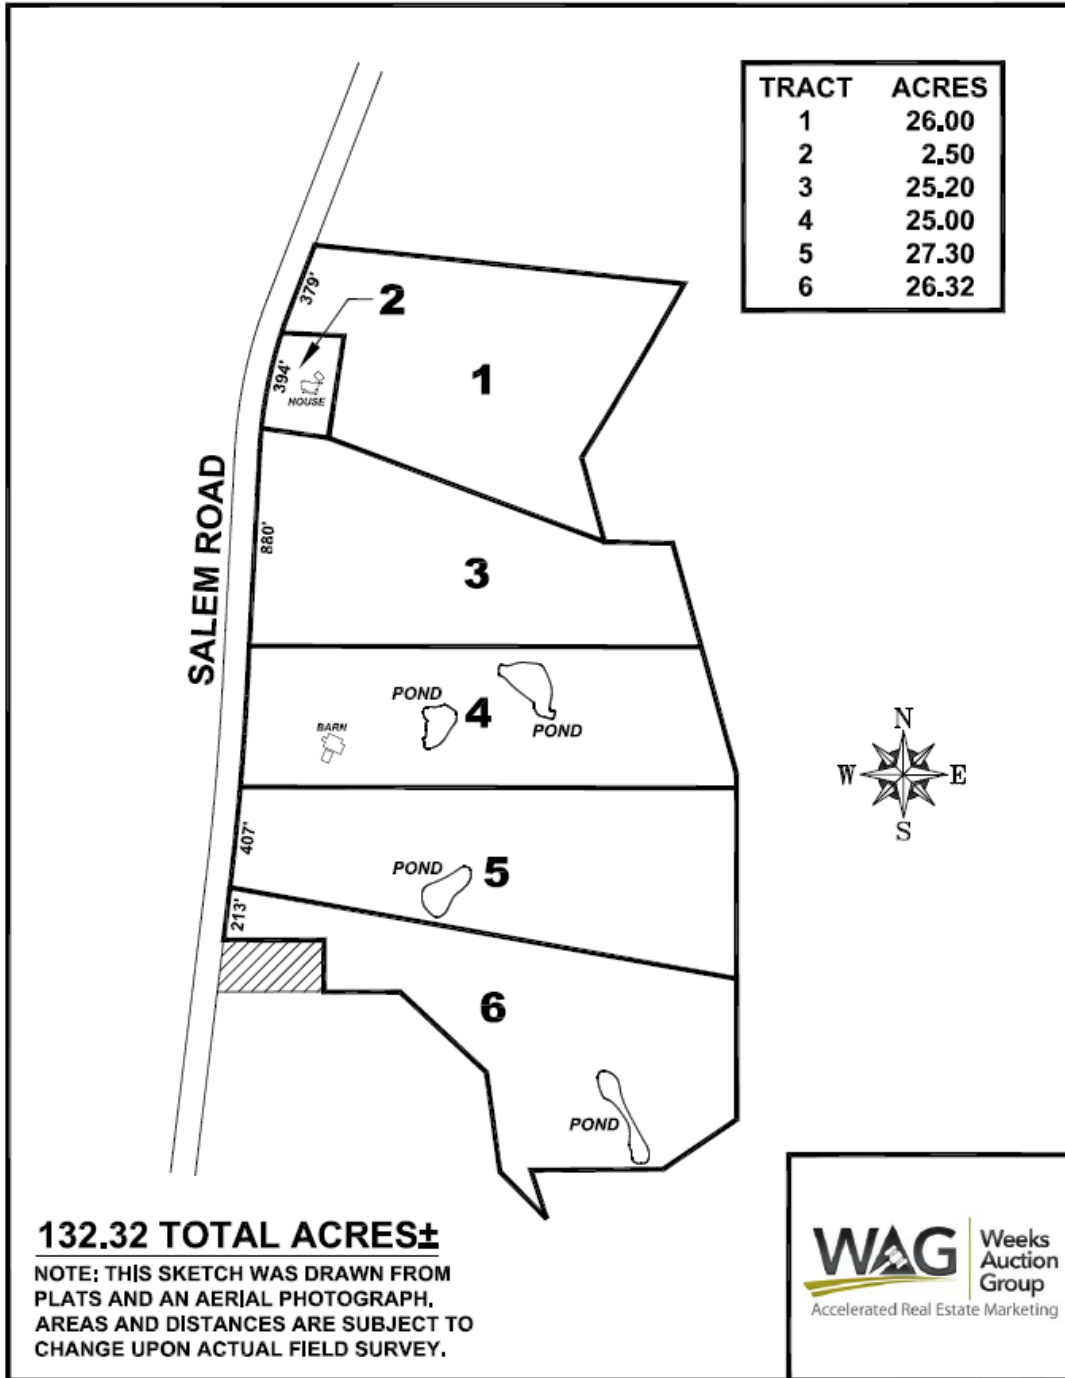 TRACT ACRES
1 26.00
2 2.50
3 25.20
4 25.00
5 27.30
6 26.32
379'
2
394'
HOUSE
1
SALEM ROAD
880'
3
POND
4
POND
BARN
N
W E
S
407'
POND
5
213'
6
POND
132.32 TOTAL ACRES±
NOTE: THIS SKETCH WAS DRAWN FROM
PLATS AND AN AERIAL PHOTOGRAPH.
AREAS AND DISTANCES ARE SUBJECT TO
CHANGE UPON ACTUAL FIELD SURVEY.
WAG
Weeks
Auction
Group
Accelerated Real Estate Marketing